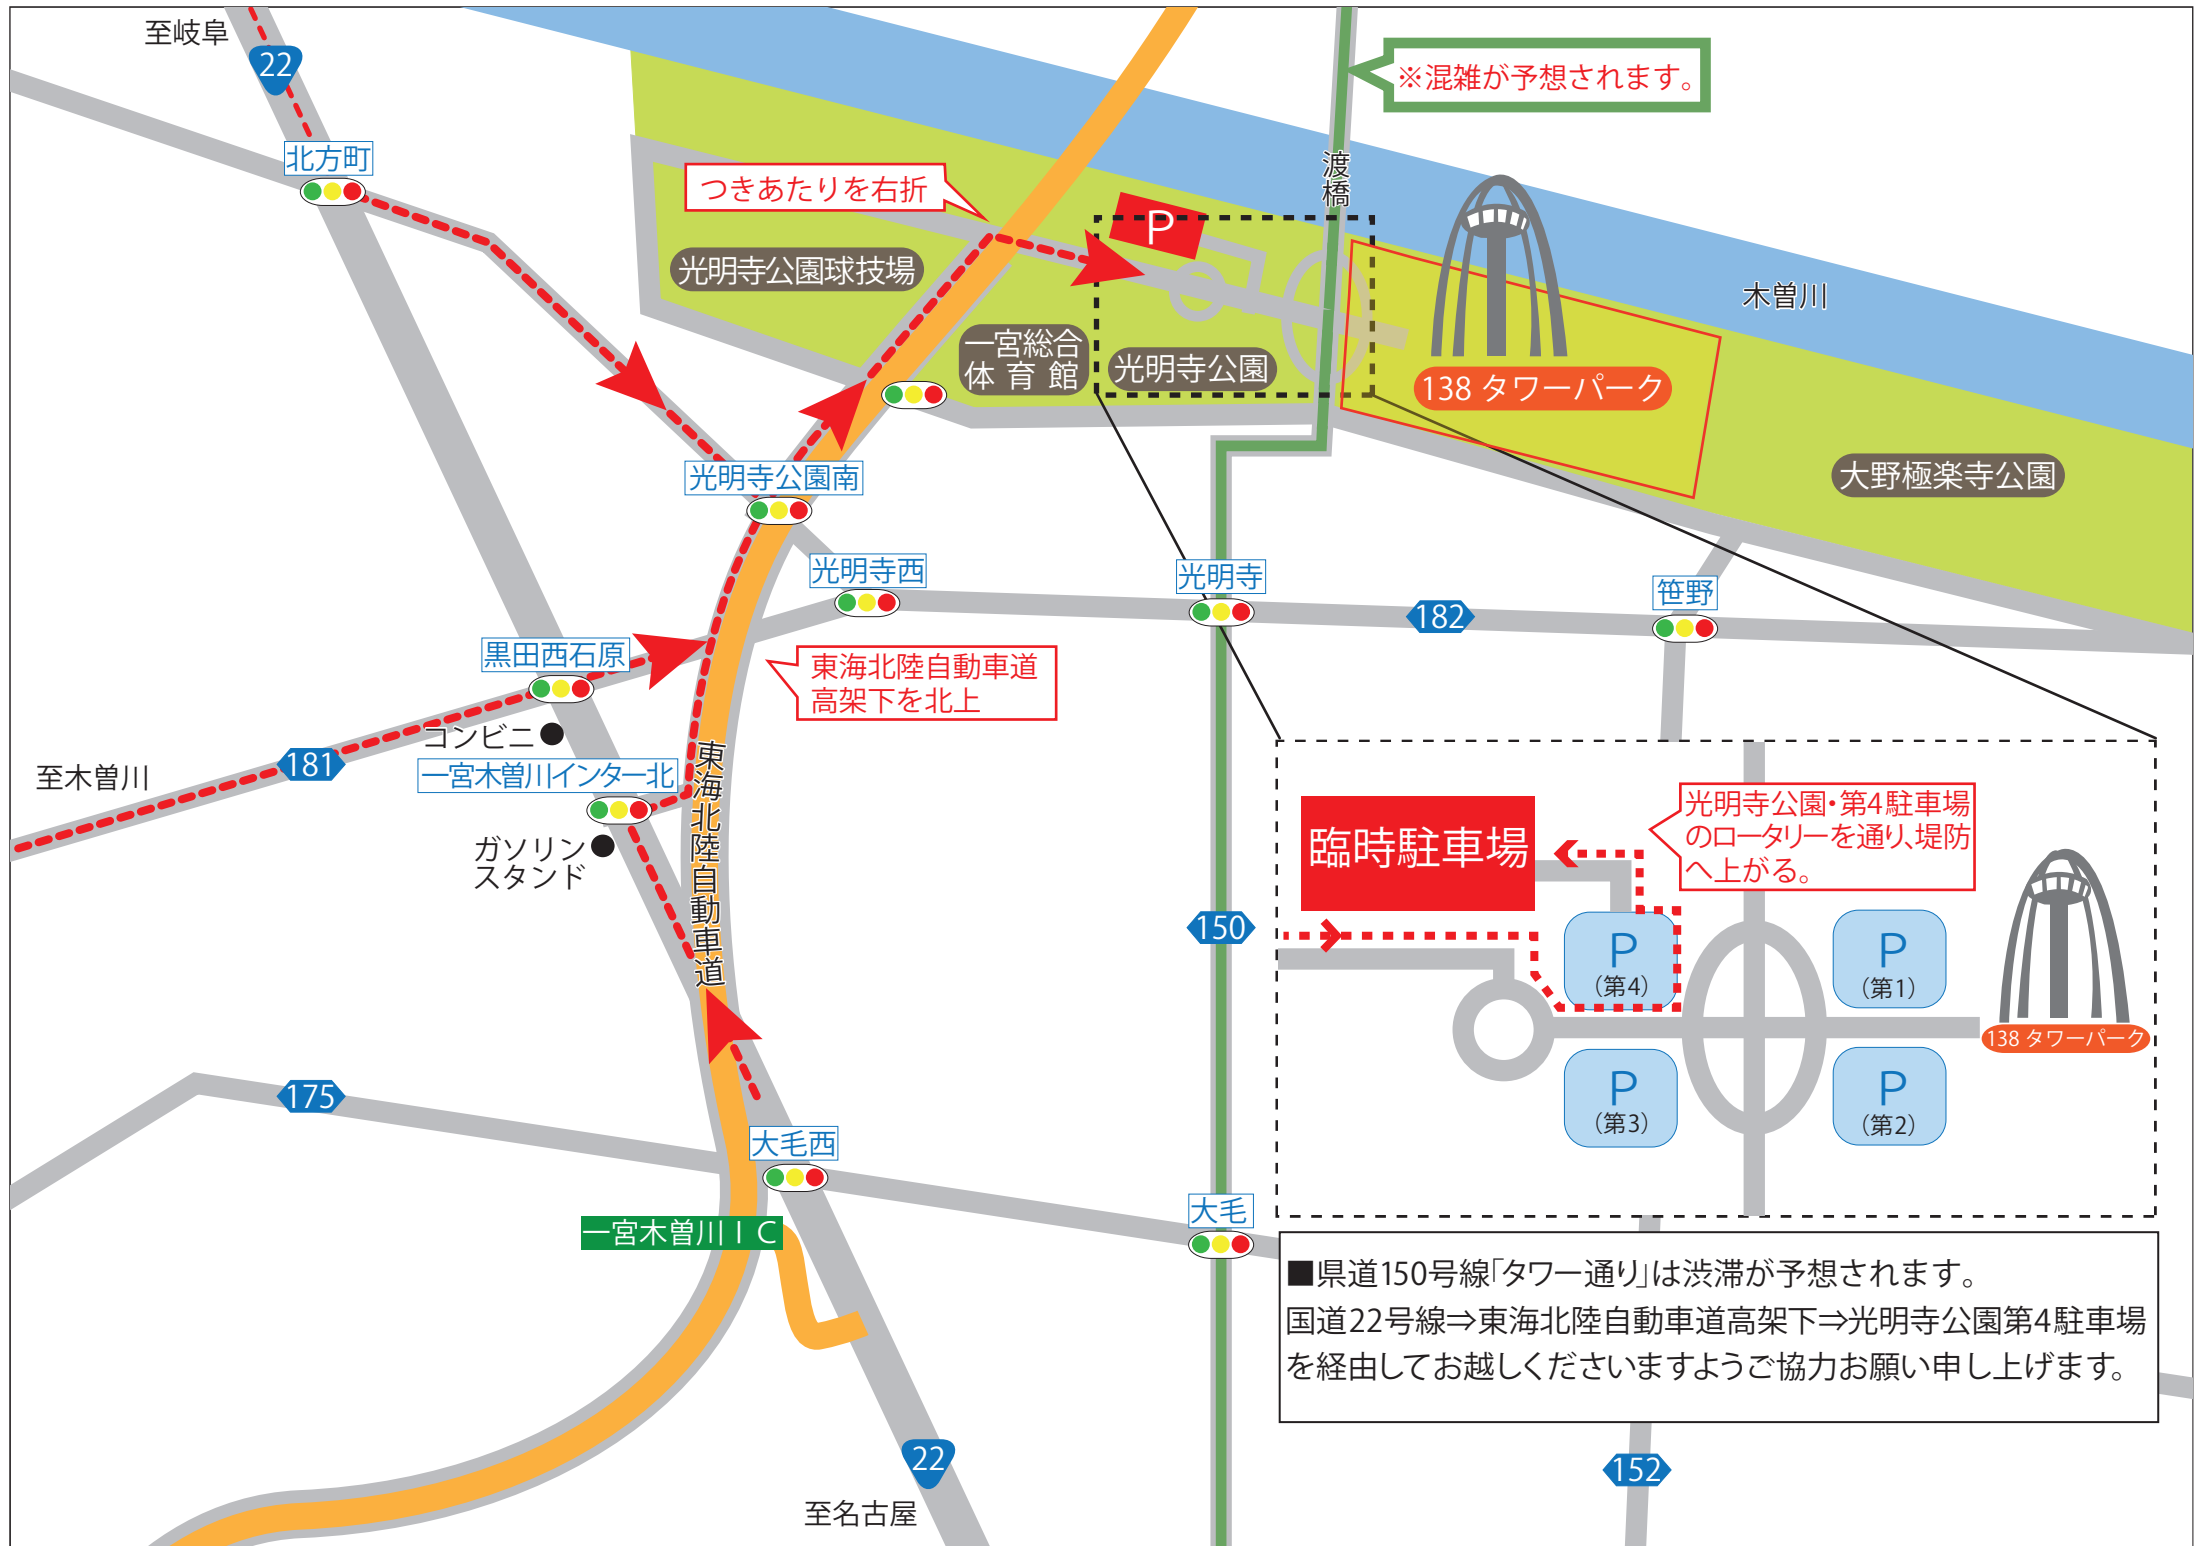 至岐阜
22
※混雑が予想されます。
北方町
渡橋
つきあたりを右折
P
光明寺公園球技場
木曽川
一宮総合
体育館
光明寺公園
138 タワーパーク
大野極楽寺公園
光明寺公園南
光明寺西
光明寺
笹野
182
黒田西石原
東海北陸自動車道
高架下を北上
コンビニ
181
至木曽川
一宮木曽川インター北
東海北陸自動車道
ガソリン
スタンド
光明寺公園・第4駐車場
のロータリーを通り、堤防
へ上がる。
臨時駐車場
150
P
(第4)
P
(第1)
138 タワーパーク
P
(第3)
P
(第2)
175
大毛西
大毛
一宮木曽川IC
■県道150号線「タワー通り」は渋滞が予想されます。
国道22号線⇒東海北陸自動車道高架下⇒光明寺公園第4駐車場
を経由してお越しくださいますようご協力お願い申し上げます。
22
152
至名古屋